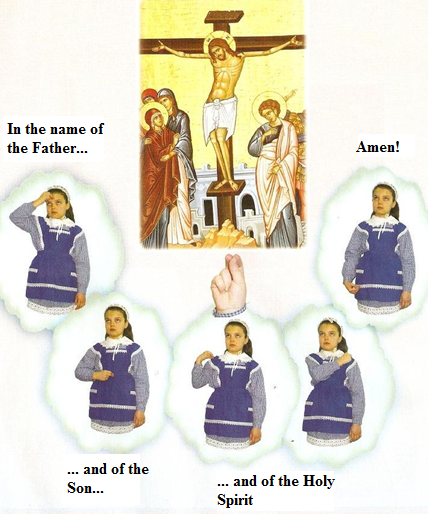 In the name of
the Father...
Amen!
... and of the
Son...
... and of the Holy
Spirit